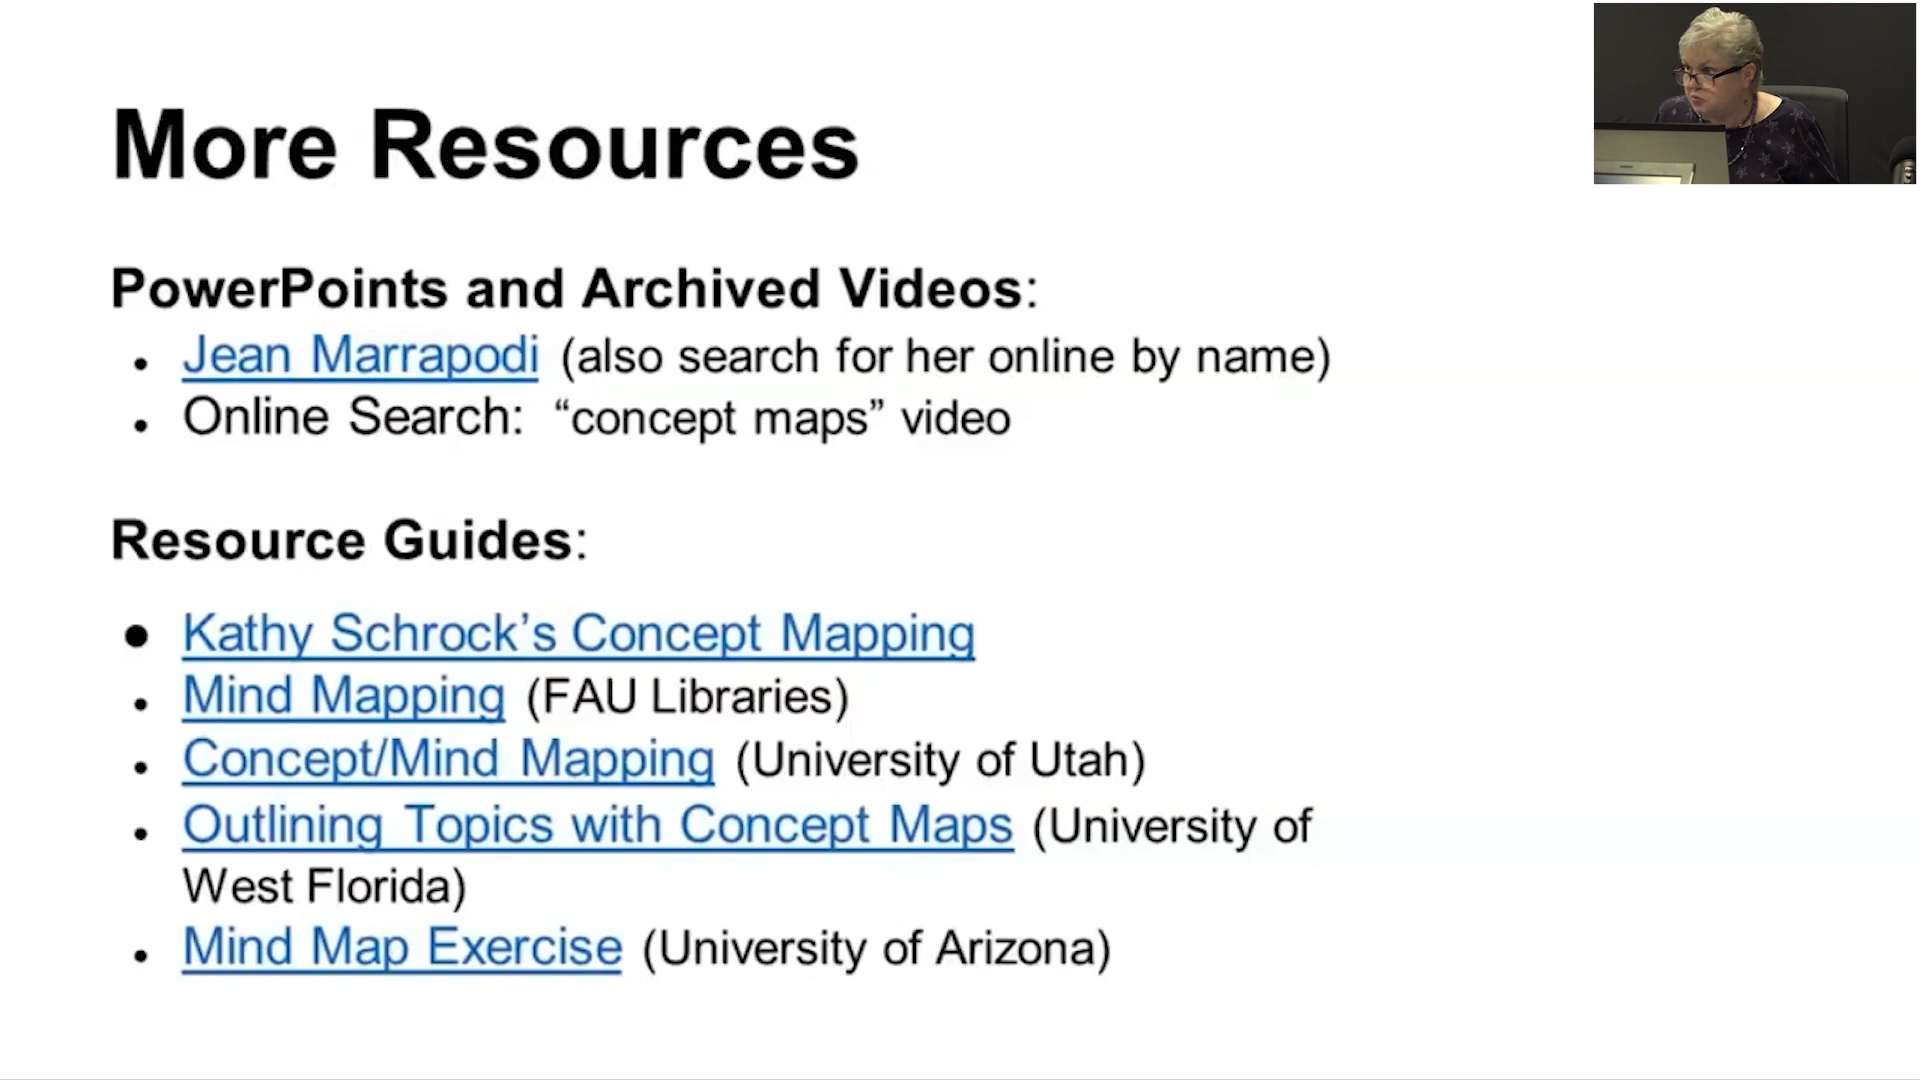 More Resources
PowerPoints and Archived Videos:
• Jean Marrapodi (also search for her online by name)
• Online Search: “concept maps” video
Resource Guides:
• Kathy Schrock’s Concept Mapping
• Mind Mapping (FAU Libraries)
• Concept/Mind Mapping (University of Utah)
• Outlining Topics with Concept Maps (University of
West Florida)
• Mind Map Exercise (University of Arizona)